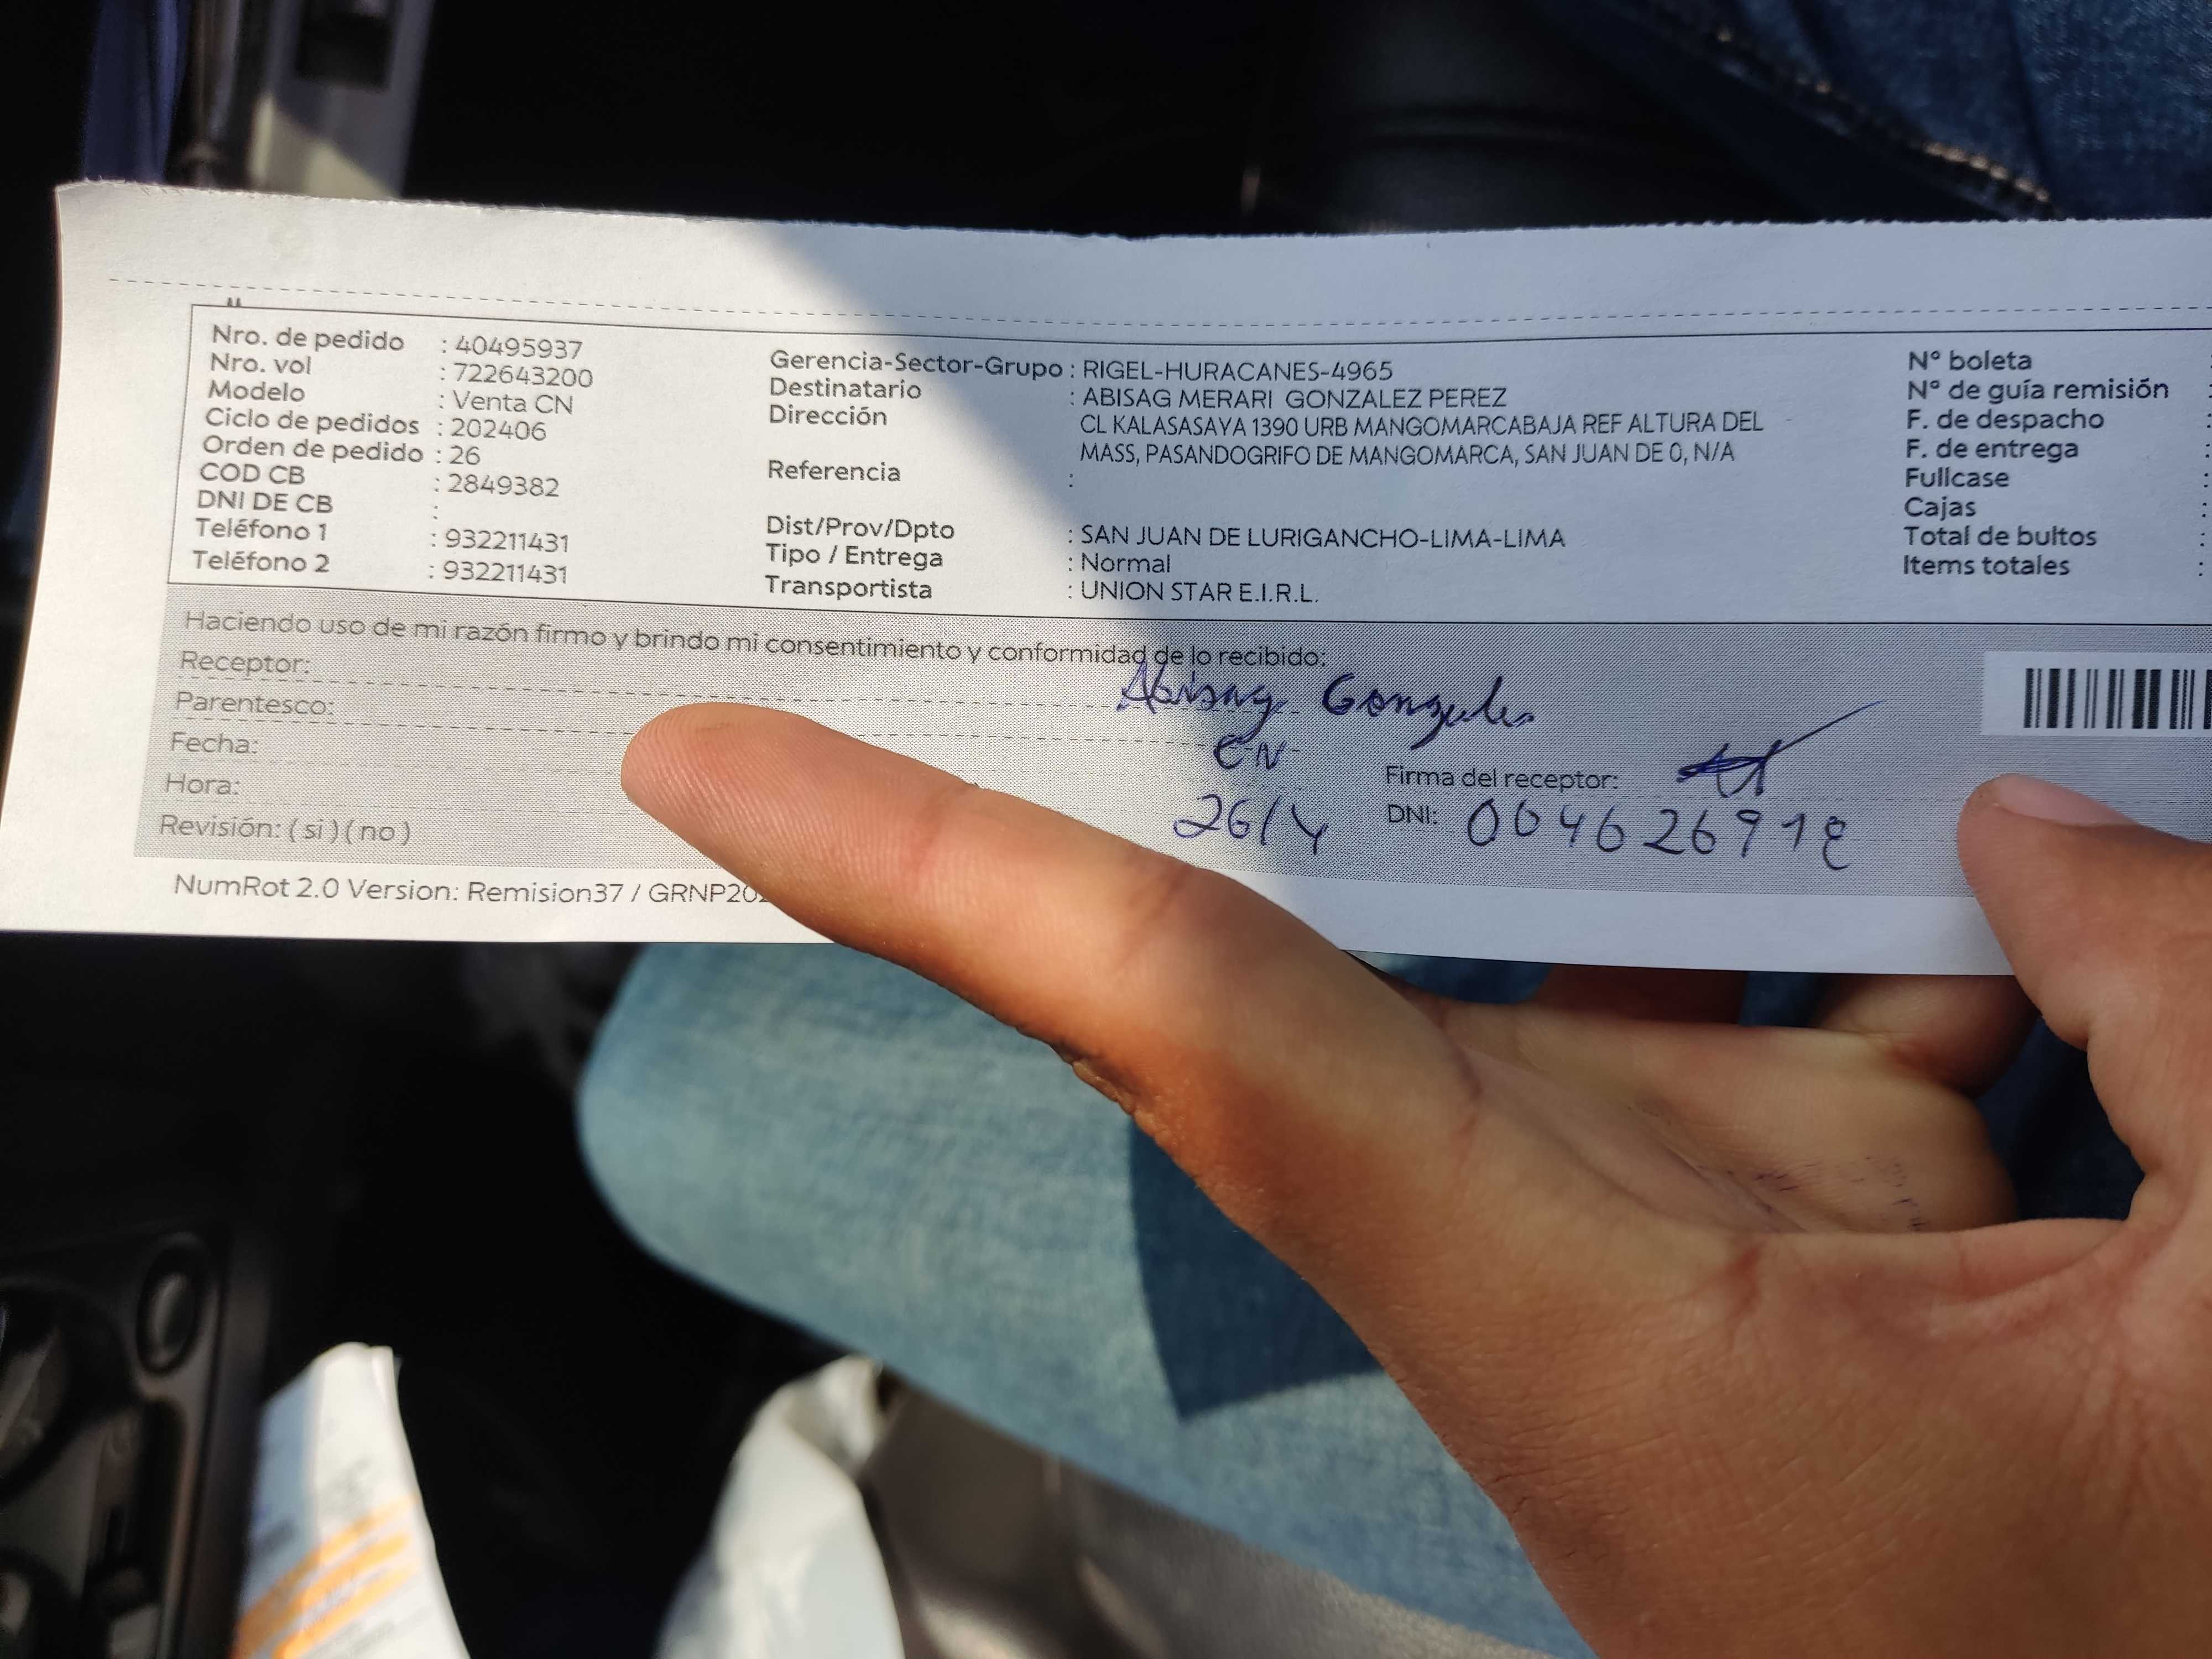 Nro. de pedido : 40495937
Nro. vol : 722643200
Modelo : Venta CN
Ciclo de pedidos : 202406
Orden de pedido : 26
COD CB : 2849382
DNI DE CB :
Teléfono 1 : 932211431
Teléfono 2 : 932211431
Gerencia-Sector-Grupo : RIGEL-HURACANES-4965
Destinatario : ABISAG MERARI GONZALEZ PEREZ
Dirección CL KALASASAYA 1390 URB MANGOMARCABAJA REF ALTURA DEL
MASS, PASANDOGRIFO DE MANGOMARCA, SAN JUAN DE 0, N/A
Referencia :
Dist/Prov/Dpto : SAN JUAN DE LURIGANCHO-LIMA-LIMA
Tipo / Entrega : Normal
Transportista : UNION STAR E.I.R.L.
N° boleta :
N° de guía remisión :
F. de despacho :
F. de entrega :
Fullcase :
Cajas :
Total de bultos :
Items totales :
Haciendo uso de mi razón firmo y brindo mi consentimiento y conformidad de lo recibido:
Receptor: Abisag Gonzales
Parentesco: CN
Fecha: 26/4
Hora:
Revisión: ( si ) ( no )
Firma del receptor:
DNI: 004626918
NumRot 2.0 Version: Remision37 / GRNP20